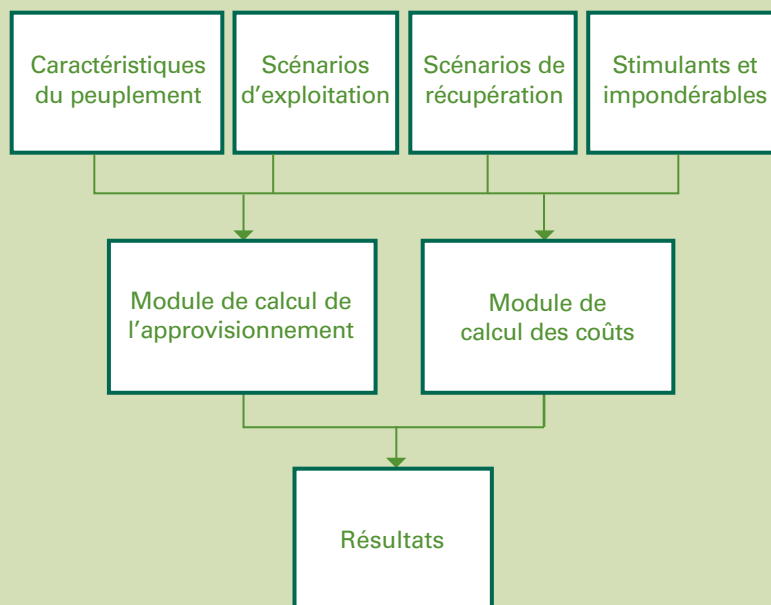 Caractéristiques
du peuplement
Scénarios
d'exploitation
Scénarios de
récupération
Stimulants et
impondérables
Module de calcul de
l'approvisionnement
Module de
calcul des coûts
Résultats